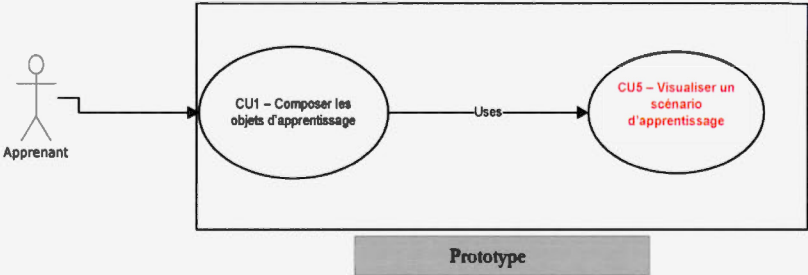 Apprenant
CU1 – Composer les
objets d'apprentissage
Uses
CU5 – Visualiser un
scénario
d'apprentissage
Prototype